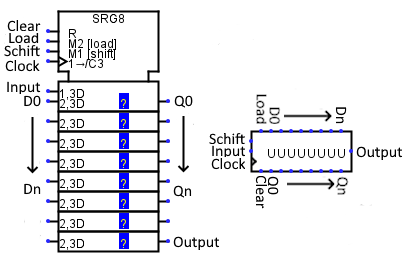 SRG8
Clear
R
Load
M2 [load]
Schift
M1 [shift]
Clock
1→/C3
Input
1,3D
D0
2,3D
?
Q0
2,3D
?
2,3D
?
2,3D
?
Dn
2,3D
?
Qn
2,3D
?
2,3D
?
2,3D
?
Output
Load
D0
Dn
Schift
Input
Clock
UUUUUUUU
Output
Clear
Q0
Qn